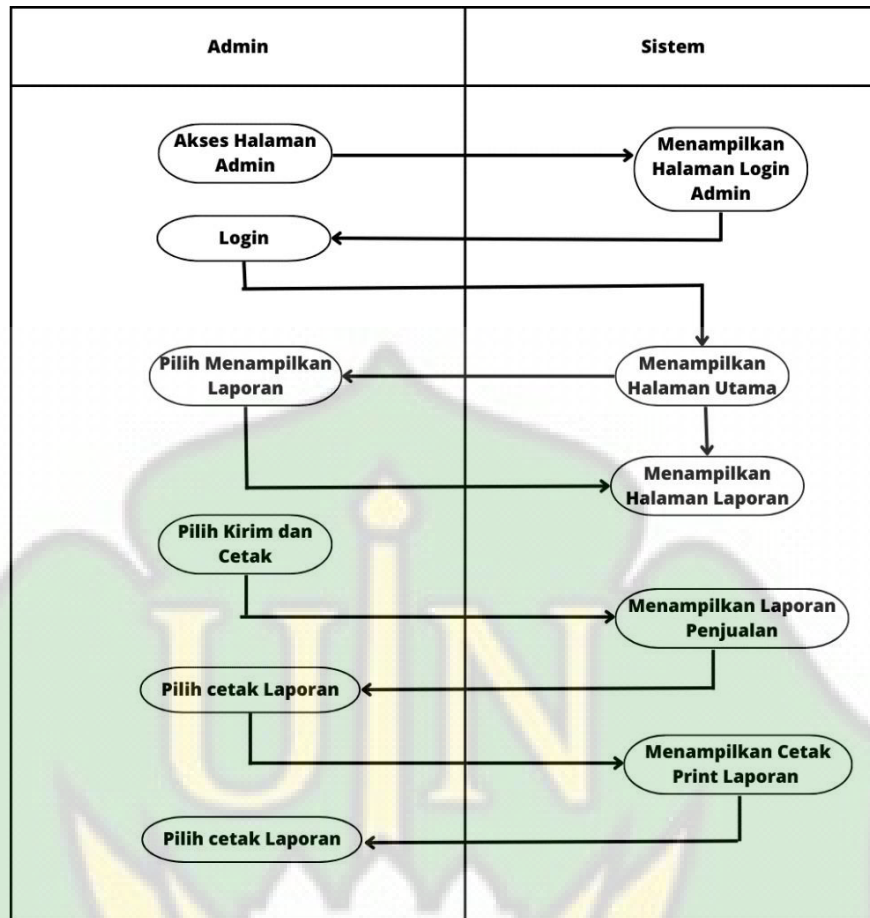 Admin
Sistem
Akses Halaman
Admin
Menampilkan
Halaman Login
Admin
Login
Pilih Menampilkan
Laporan
Menampilkan
Halaman Utama
Menampilkan
Halaman Laporan
Pilih Kirim dan
Cetak
Menampilkan Laporan
Penjualan
Pilih cetak Laporan
Menampilkan Cetak
Print Laporan
Pilih cetak Laporan
UIN